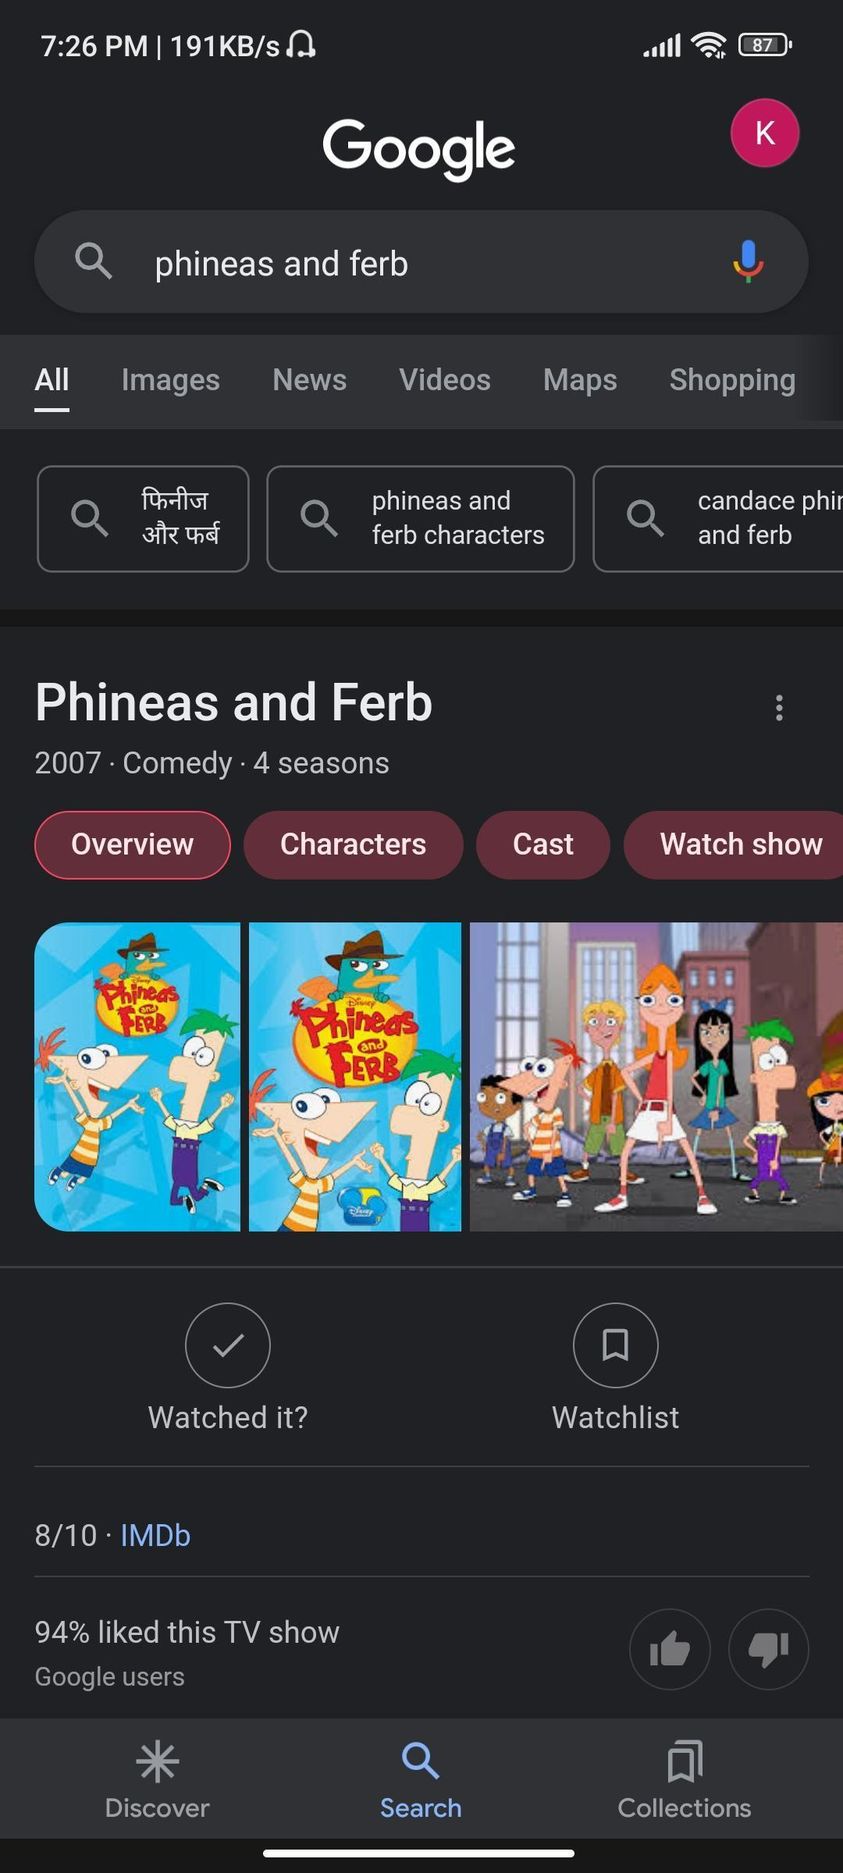 7:26 PM | 191KB/s
87
Google
K
phineas and ferb
All Images News Videos Maps Shopping
फिनीज
और फर्ब
phineas and
ferb characters
candace phin
and ferb
Phineas and Ferb
2007 · Comedy · 4 seasons
Overview Characters Cast Watch show
Disney
Phineas
and
FERB
Disney
Phineas
and
FERB
Disney
Watched it? Watchlist
8/10 · IMDb
94% liked this TV show
Google users
Discover Search Collections